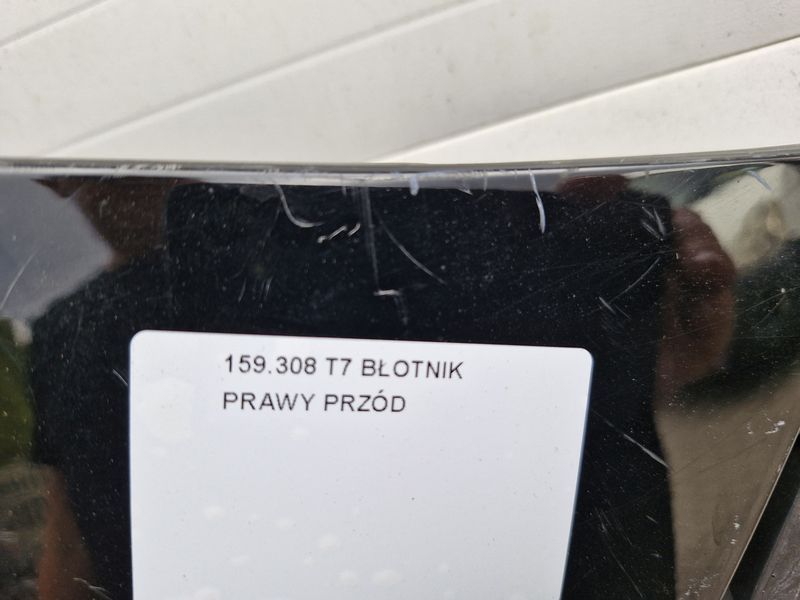 159.308 T7 BŁOTNIK
PRAWY PRZÓD